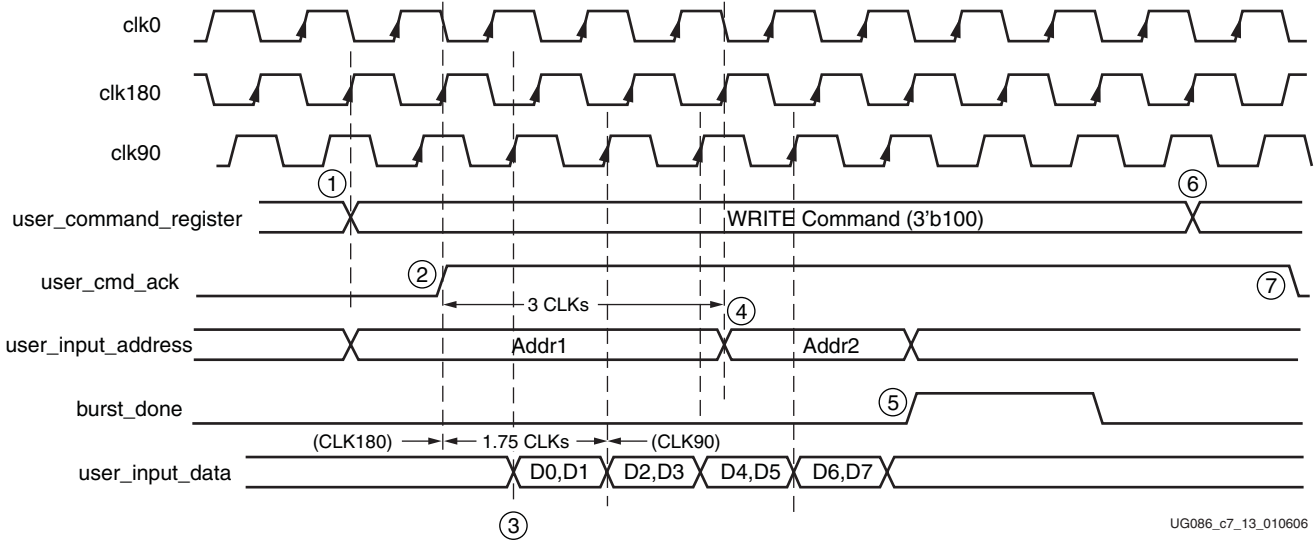 clk0
clk180
clk90
1
6
user_command_register
WRITE Command (3'b100)
user_cmd_ack
2
7
3 CLKs
4
user_input_address
Addr1
Addr2
burst_done
5
(CLK180)
1.75 CLKs
(CLK90)
user_input_data
D0,D1
D2,D3
D4,D5
D6,D7
3
UG086_c7_13_010606